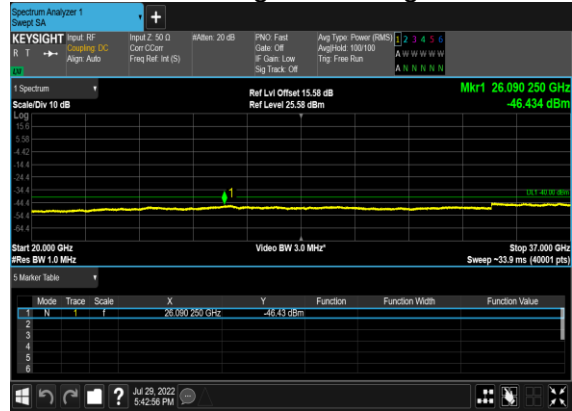 Spectrum Analyzer 1
Swept SA
+
KEYSIGHT Input: RF Input Z: 50 Ω #Atten: 20 dB PNO: Fast Avg Type: Power (RMS) 1 2 3 4 5 6
R T Coupling: DC Corr CCorr Gate: Off Avg|Hold: 100/100 A W W W W W
Align: Auto Freq Ref: Int (S) IF Gain: Low Trig: Free Run
Sig Track: Off A N N N N N
1 Spectrum Ref Lvl Offset 15.58 dB Mkr1 26.090 250 GHz
Scale/Div 10 dB Ref Level 25.58 dBm -46.434 dBm
Log
15.6
5.58
-4.42
-14.4
-24.4
-34.4 1 DL1 -40.00 dBm
-44.4
-54.4
-64.4
Start 20.000 GHz Video BW 3.0 MHz* Stop 37.000 GHz
#Res BW 1.0 MHz Sweep ~33.9 ms (40001 pts)
5 Marker Table
Mode Trace Scale X Y Function Function Width Function Value
1 N 1 f 26.090 250 GHz -46.43 dBm
2
3
4
5
6
? Jul 29, 2022
5:42:56 PM